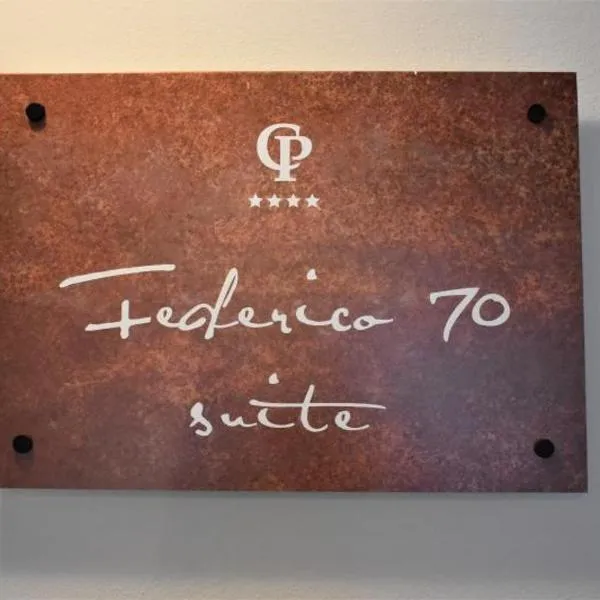 CP
★★★★
Federico 70
suite